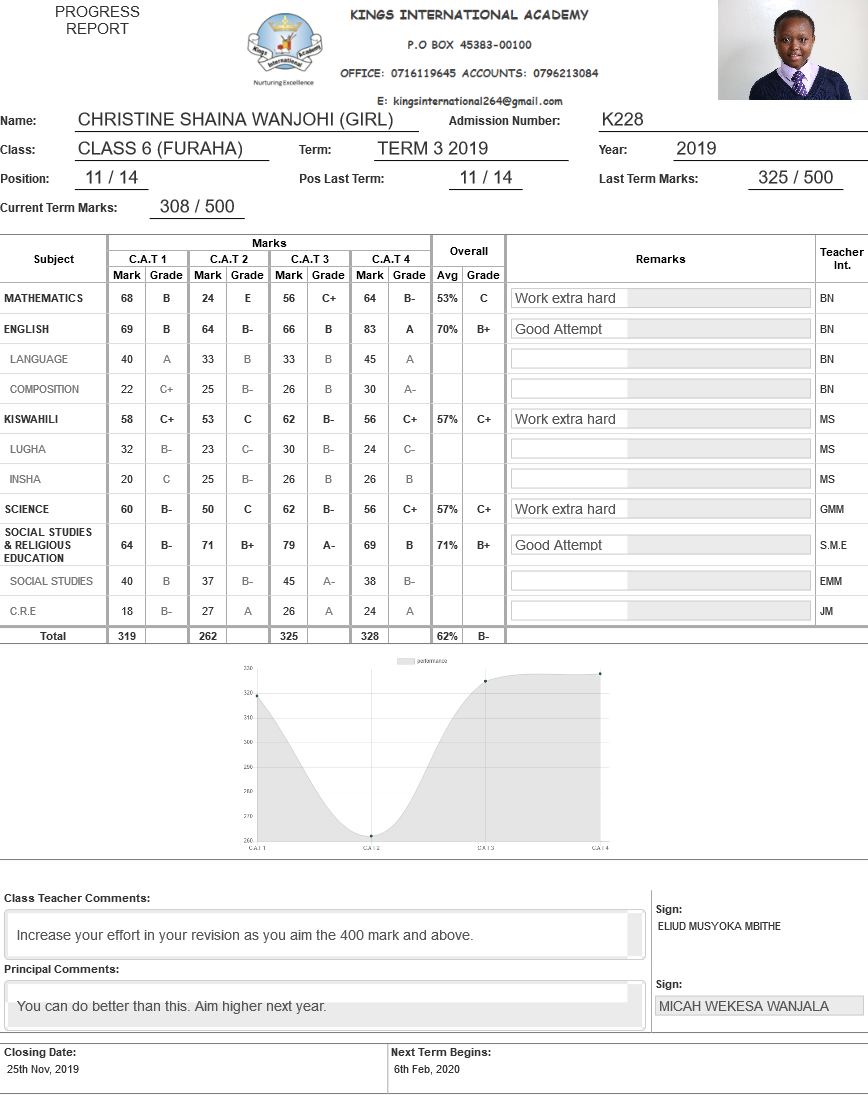 PROGRESS
REPORT
Kings International Academy
Nurturing Excellence
KINGS INTERNATIONAL ACADEMY
P.O BOX 45383-00100
OFFICE: 0716119645 ACCOUNTS: 0796213084
E: kingsinternational264@gmail.com
Name: CHRISTINE SHAINA WANJOHI (GIRL) Admission Number: K228
Class: CLASS 6 (FURAHA) Term: TERM 3 2019 Year: 2019
Position: 11 / 14 Pos Last Term: 11 / 14 Last Term Marks: 325 / 500
Current Term Marks: 308 / 500
Subject Marks Overall Remarks Teacher Int.
C.A.T 1 C.A.T 2 C.A.T 3 C.A.T 4
Mark Grade Mark Grade Mark Grade Mark Grade Avg Grade
MATHEMATICS 68 B 24 E 56 C+ 64 B- 53% C Work extra hard BN
ENGLISH 69 B 64 B- 66 B 83 A 70% B+ Good Attempt BN
LANGUAGE 40 A 33 B 33 B 45 A BN
COMPOSITION 22 C+ 25 B- 26 B 30 A- BN
KISWAHILI 58 C+ 53 C 62 B- 56 C+ 57% C+ Work extra hard MS
LUGHA 32 B- 23 C- 30 B- 24 C- MS
INSHA 20 C 25 B- 26 B 26 B MS
SCIENCE 60 B- 50 C 62 B- 56 C+ 57% C+ Work extra hard GMM
SOCIAL STUDIES
& RELIGIOUS
EDUCATION 64 B- 71 B+ 79 A- 69 B 71% B+ Good Attempt S.M.E
SOCIAL STUDIES 40 B 37 B- 45 A- 38 B- EMM
C.R.E 18 B- 27 A 26 A 24 A JM
Total 319 262 325 328 62% B-
performance
330
320
310
300
290
280
270
260
C.A.T 1 C.A.T 2 C.A.T 3 C.A.T 4
Class Teacher Comments:
Increase your effort in your revision as you aim the 400 mark and above.
Sign:
ELIUD MUSYOKA MBITHE
Principal Comments:
You can do better than this. Aim higher next year.
Sign:
MICAH WEKESA WANJALA
Closing Date: Next Term Begins:
25th Nov, 2019 6th Feb, 2020